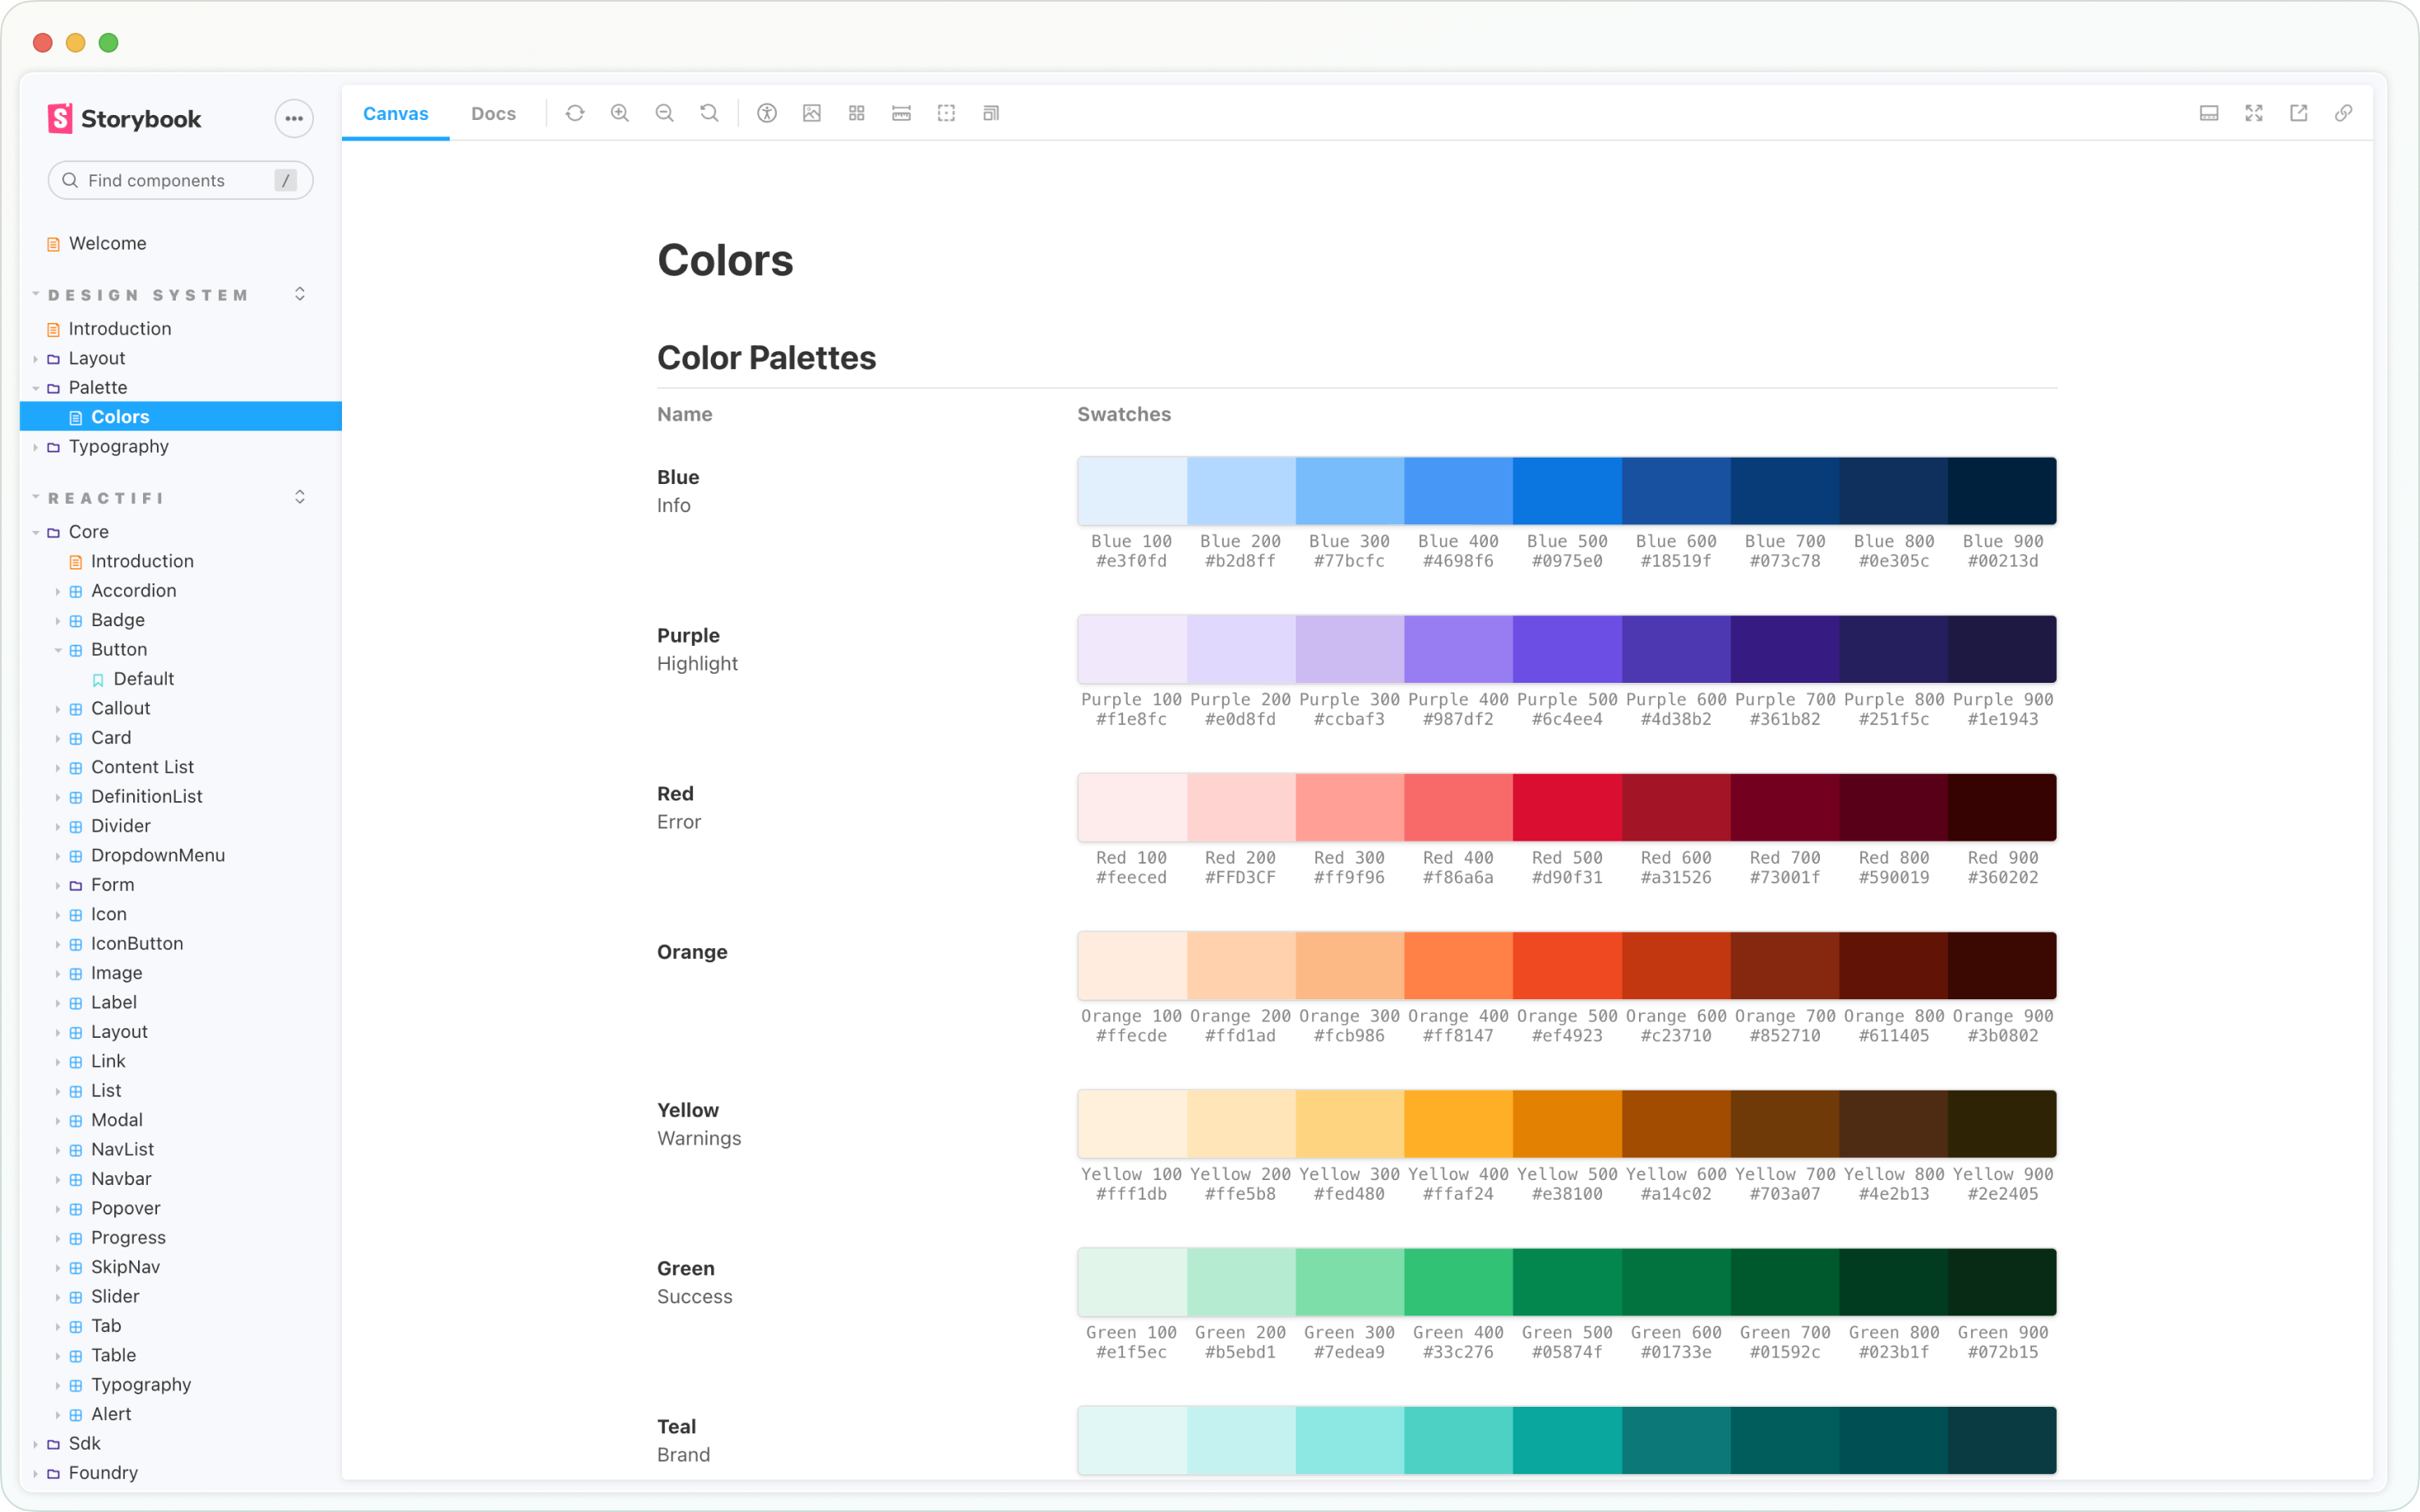 Storybook
Find components /
Welcome
DESIGN SYSTEM
Introduction
Layout
Palette
Colors
Typography
REACTIFI
Core
Introduction
Accordion
Badge
Button
Default
Callout
Card
Content List
DefinitionList
Divider
DropdownMenu
Form
Icon
IconButton
Image
Label
Layout
Link
List
Modal
NavList
Navbar
Popover
Progress
SkipNav
Slider
Tab
Table
Typography
Alert
Sdk
Foundry
Canvas Docs
Colors
Color Palettes
Name Swatches
Blue
Info
Blue 100 Blue 200 Blue 300 Blue 400 Blue 500 Blue 600 Blue 700 Blue 800 Blue 900
#e3f0fd #b2d8ff #77bcfc #4698f6 #0975e0 #18519f #073c78 #0e305c #00213d
Purple
Highlight
Purple 100 Purple 200 Purple 300 Purple 400 Purple 500 Purple 600 Purple 700 Purple 800 Purple 900
#f1e8fc #e0d8fd #ccbaf3 #987df2 #6c4ee4 #4d38b2 #361b82 #251f5c #1e1943
Red
Error
Red 100 Red 200 Red 300 Red 400 Red 500 Red 600 Red 700 Red 800 Red 900
#feeced #FFD3CF #ff9f96 #f86a6a #d90f31 #a31526 #73001f #590019 #360202
Orange
Orange 100 Orange 200 Orange 300 Orange 400 Orange 500 Orange 600 Orange 700 Orange 800 Orange 900
#ffecde #ffd1ad #fcb986 #ff8147 #ef4923 #c23710 #852710 #611405 #3b0802
Yellow
Warnings
Yellow 100 Yellow 200 Yellow 300 Yellow 400 Yellow 500 Yellow 600 Yellow 700 Yellow 800 Yellow 900
#fff1db #ffe5b8 #fed480 #ffaf24 #e38100 #a14c02 #703a07 #4e2b13 #2e2405
Green
Success
Green 100 Green 200 Green 300 Green 400 Green 500 Green 600 Green 700 Green 800 Green 900
#e1f5ec #b5ebd1 #7edea9 #33c276 #05874f #01733e #01592c #023b1f #072b15
Teal
Brand